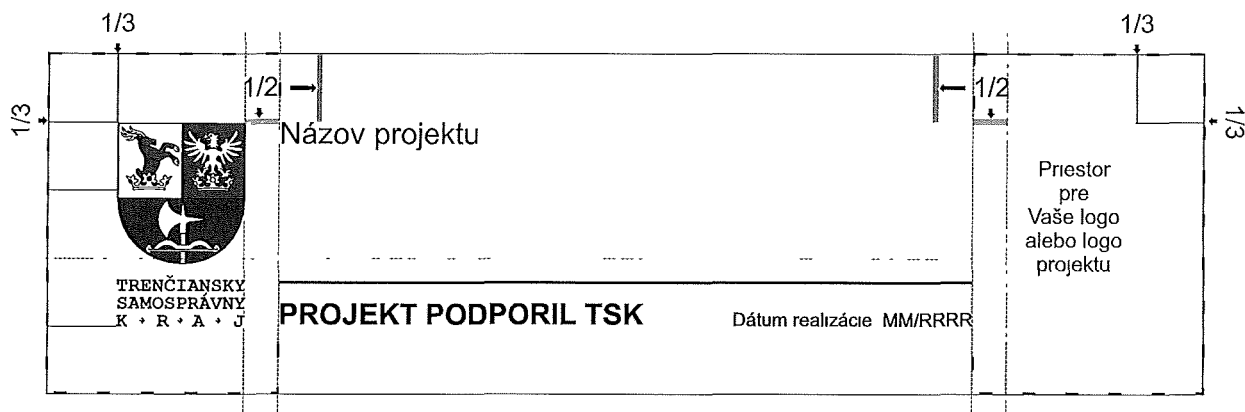 1/3
1/3
1/2
1/2
1/3
1/3
Názov projektu
Priestor
pre
Vaše logo
alebo logo
projektu
TRENČIANSKY
SAMOSPRÁVNY
K • R • A • J
PROJEKT PODPORIL TSK
Dátum realizácie MM/RRRR